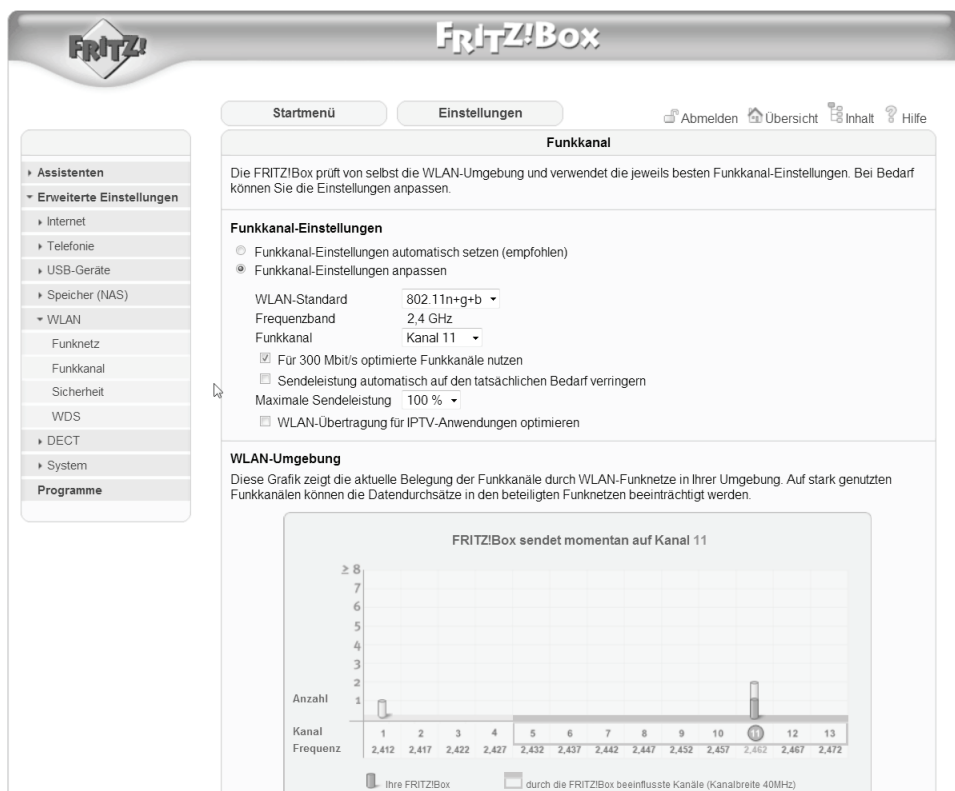 FRITZ!
FRITZ!Box
Startmenü
Einstellungen
Abmelden
Übersicht
Inhalt
Hilfe
Assistenten
Erweiterte Einstellungen
Internet
Telefonie
USB-Geräte
Speicher (NAS)
WLAN
Funknetz
Funkkanal
Sicherheit
WDS
DECT
System
Programme
Funkkanal
Die FRITZ!Box prüft von selbst die WLAN-Umgebung und verwendet die jeweils besten Funkkanal-Einstellungen. Bei Bedarf
können Sie die Einstellungen anpassen.
Funkkanal-Einstellungen
Funkkanal-Einstellungen automatisch setzen (empfohlen)
Funkkanal-Einstellungen anpassen
WLAN-Standard 802.11n+g+b
Frequenzband 2,4 GHz
Funkkanal Kanal 11
Für 300 Mbit/s optimierte Funkkanäle nutzen
Sendeleistung automatisch auf den tatsächlichen Bedarf verringern
Maximale Sendeleistung 100 %
WLAN-Übertragung für IPTV-Anwendungen optimieren
WLAN-Umgebung
Diese Grafik zeigt die aktuelle Belegung der Funkkanäle durch WLAN-Funknetze in Ihrer Umgebung. Auf stark genutzten
Funkkanälen können die Datendurchsätze in den beteiligten Funknetzen beeinträchtigt werden.
FRITZ!Box sendet momentan auf Kanal 11
≥ 8
7
6
5
4
3
2
Anzahl 1
Kanal 1 2 3 4 5 6 7 8 9 10 11 12 13
Frequenz 2,412 2,417 2,422 2,427 2,432 2,437 2,442 2,447 2,452 2,457 2,462 2,467 2,472
Ihre FRITZ!Box durch die FRITZ!Box beeinflusste Kanäle (Kanalbreite 40MHz)